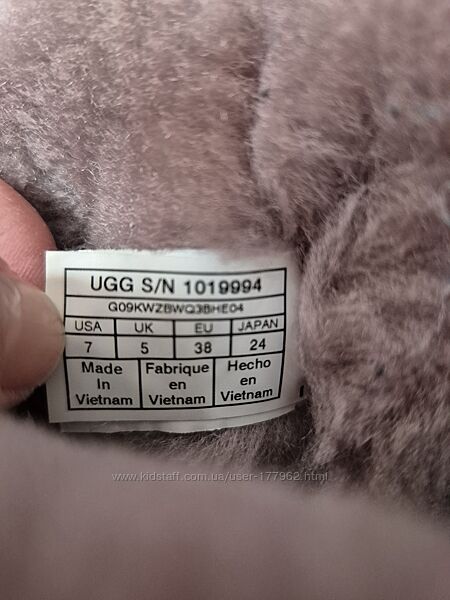 UGG S/N 1019994
G09KWZBWQ3BHE04
USA UK EU JAPAN
7 5 38 24
Made Fabrique Hecho
In en en
Vietnam Vietnam Vietnam
www.kidstaff.com.ua/user-177962.html